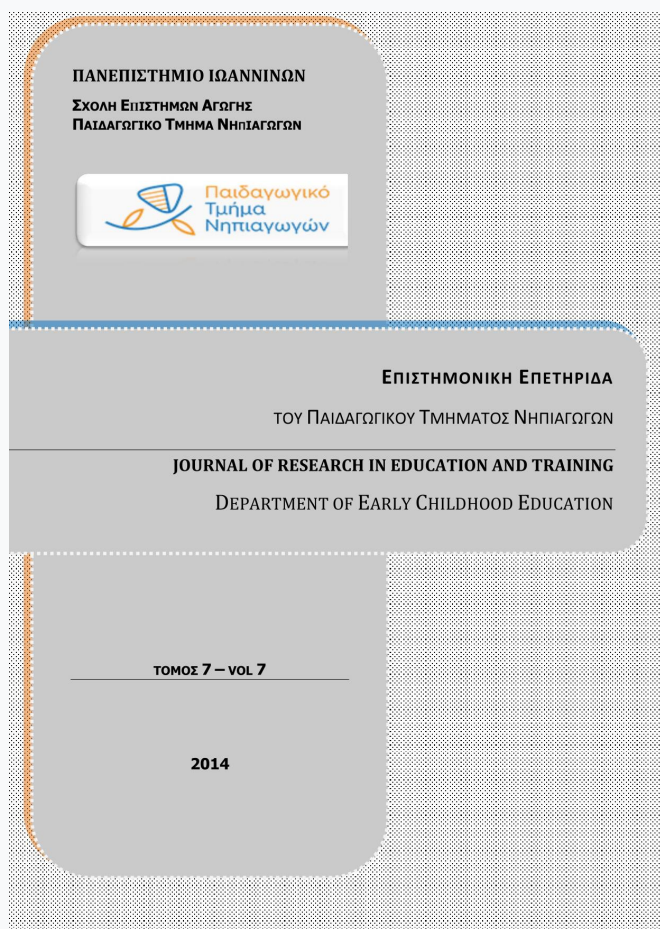 ΠΑΝΕΠΙΣΤΗΜΙΟ ΙΩΑΝΝΙΝΩΝ
ΣΧΟΛΗ ΕΠΙΣΤΗΜΩΝ ΑΓΩΓΗΣ
ΠΑΙΔΑΓΩΓΙΚΟ ΤΜΗΜΑ ΝΗΠΙΑΓΩΓΩΝ
Παιδαγωγικό
Τμήμα
Νηπιαγωγών
ΕΠΙΣΤΗΜΟΝΙΚΗ ΕΠΕΤΗΡΙΔΑ
ΤΟΥ ΠΑΙΔΑΓΩΓΙΚΟΥ ΤΜΗΜΑΤΟΣ ΝΗΠΙΑΓΩΓΩΝ
JOURNAL OF RESEARCH IN EDUCATION AND TRAINING
DEPARTMENT OF EARLY CHILDHOOD EDUCATION
ΤΟΜΟΣ 7 – VOL 7
2014